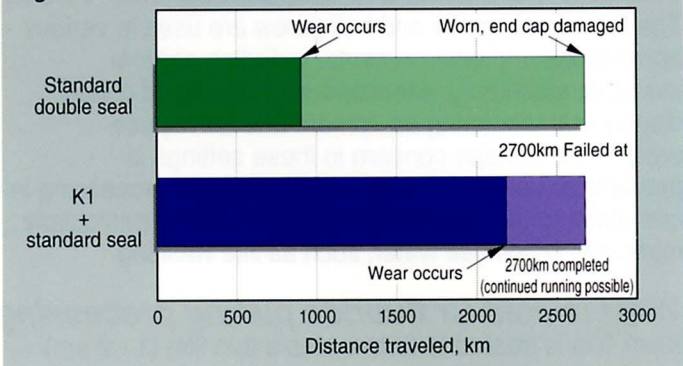 Wear occurs
Worn, end cap damaged
Standard
double seal
2700km Failed at
K1
+
standard seal
Wear occurs
2700km completed
(continued running possible)
0 500 1000 1500 2000 2500 3000
Distance traveled, km